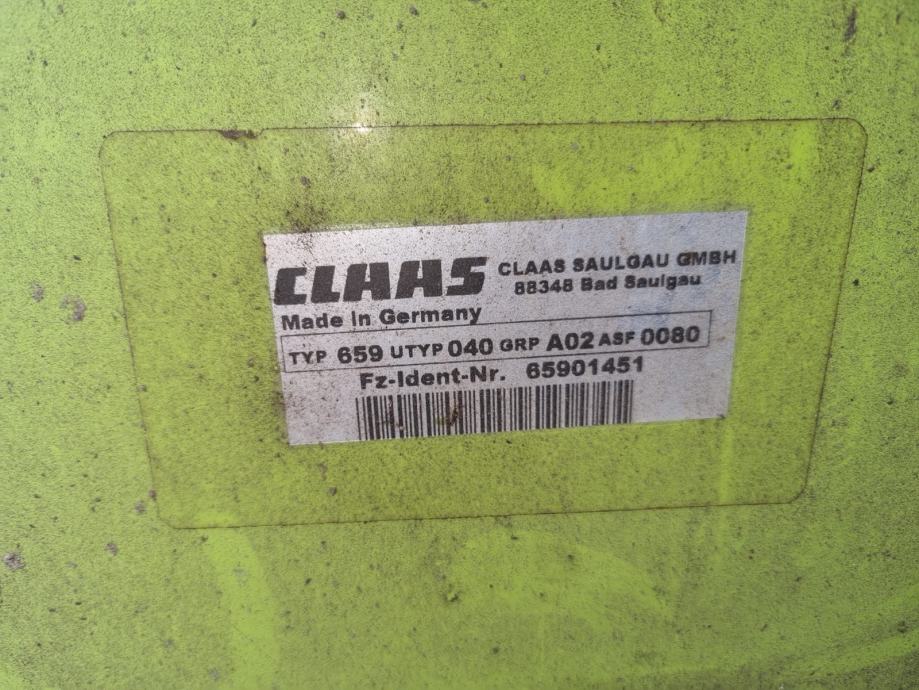 CLAAS CLAAS SAULGAU GMBH
88348 Bad Saulgau
Made in Germany
TYP 659 UTYP 040 GRP A02 ASF 0080
Fz-Ident-Nr. 65901451